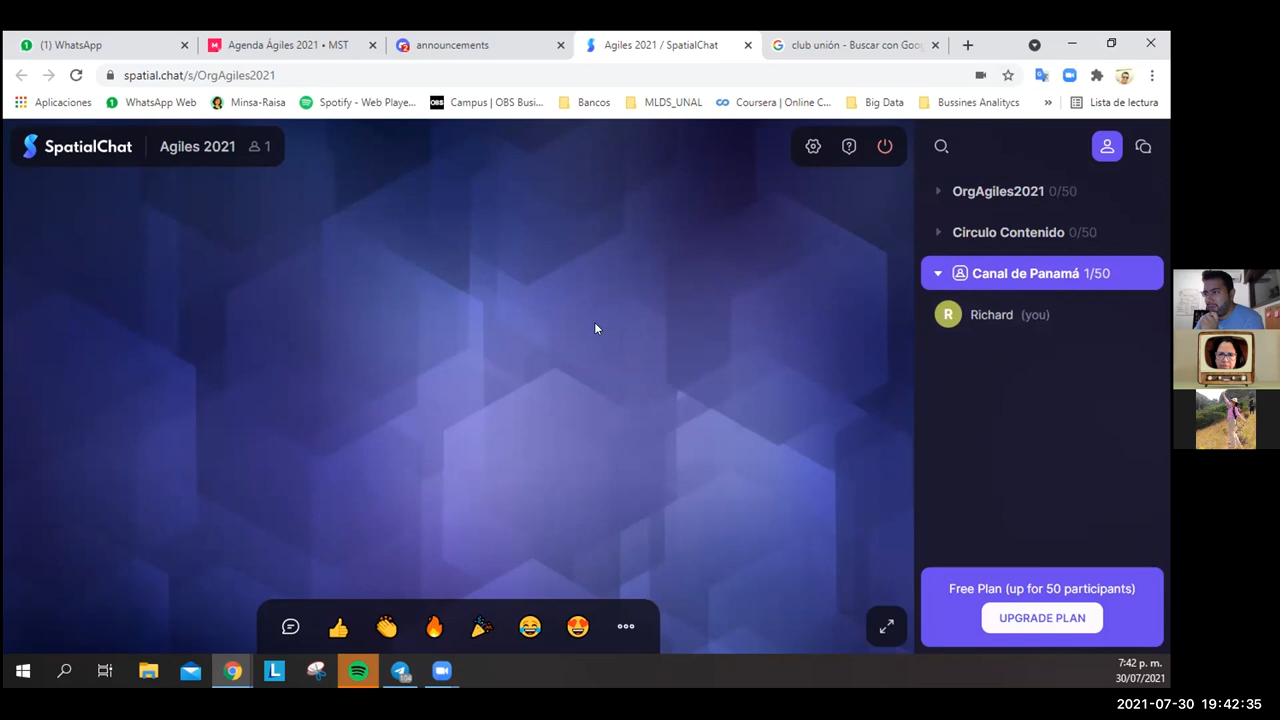 (1) WhatsApp
Agenda Ágiles 2021 • MST
announcements
Agiles 2021 / SpatialChat
club unión - Buscar con Goo
spatial.chat/s/OrgAgiles2021
Aplicaciones
WhatsApp Web
Minsa-Raisa
Spotify - Web Playe...
OBS
Campus | OBS Busi...
Bancos
MLDS_UNAL
Coursera | Online C...
Big Data
Bussines Analitycs
»
Lista de lectura
SpatialChat
Agiles 2021
1
OrgAgiles2021 0/50
Circulo Contenido 0/50
Canal de Panamá 1/50
R
Richard (you)
Free Plan (up for 50 participants)
UPGRADE PLAN
L
7:42 p. m.
30/07/2021
2021-07-30 19:42:35